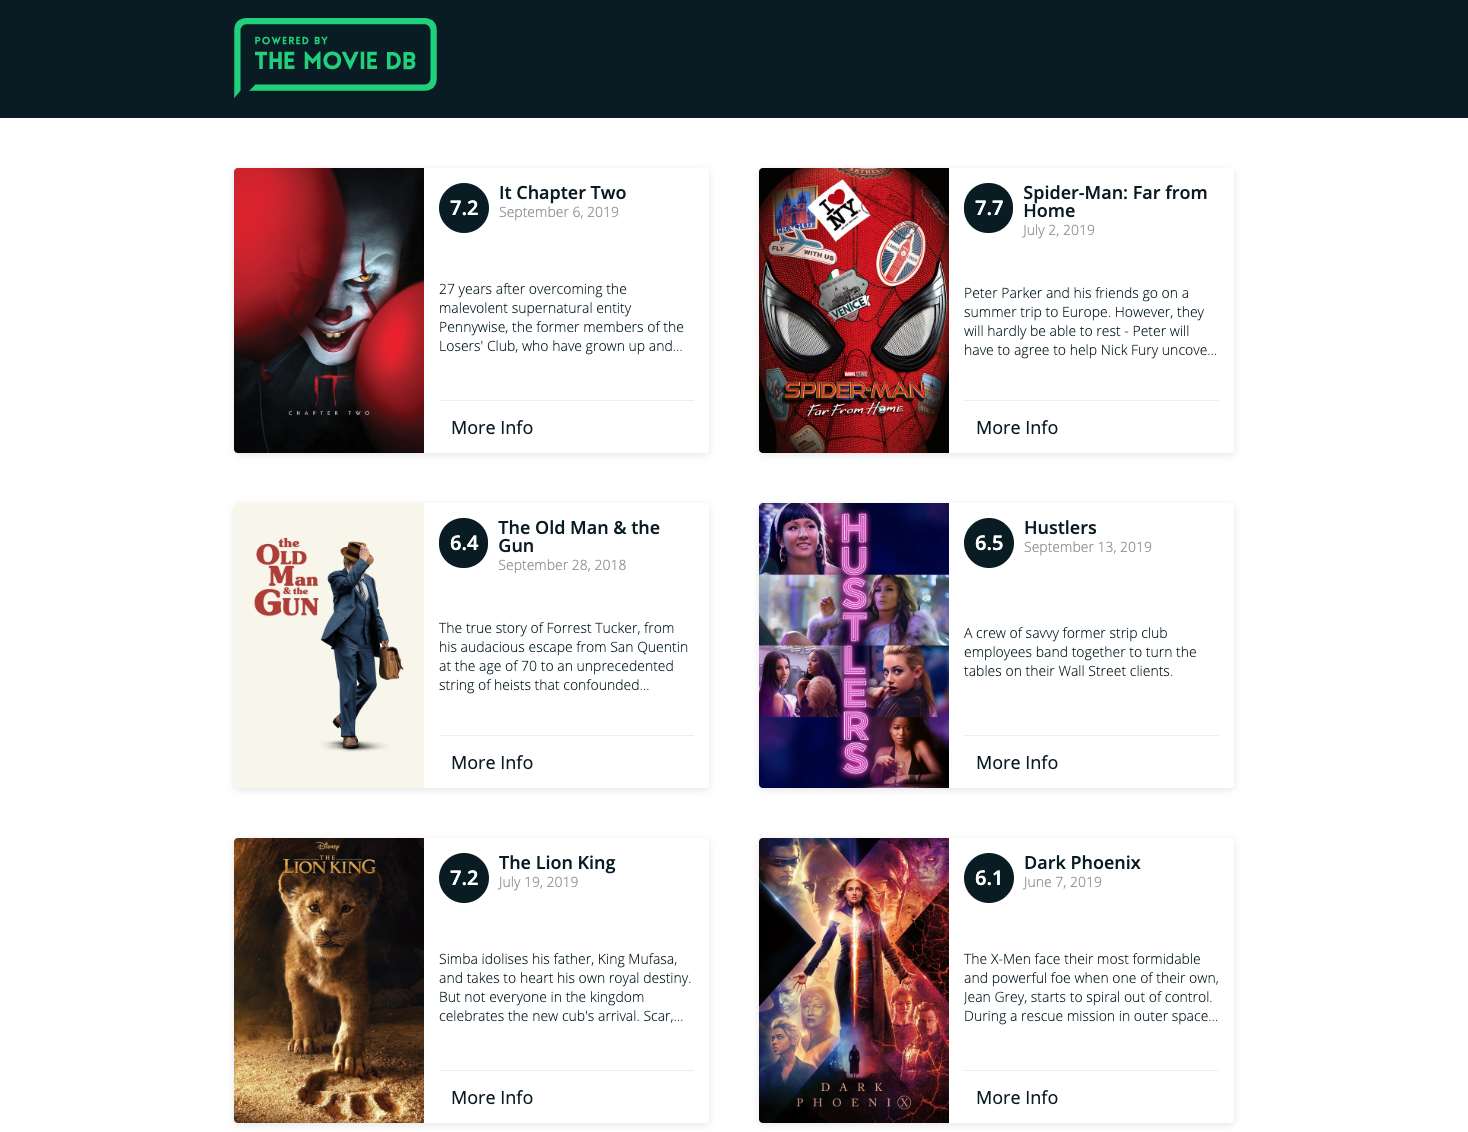 POWERED BY
THE MOVIE DB
IT
CHAPTER TWO
7.2
It Chapter Two
September 6, 2019
27 years after overcoming the
malevolent supernatural entity
Pennywise, the former members of the
Losers' Club, who have grown up and...
More Info
I ♥ NY
FLY WITH US
VENICE
MARVEL STUDIOS
SPIDER-MAN
Far From Home
7.7
Spider-Man: Far from
Home
July 2, 2019
Peter Parker and his friends go on a
summer trip to Europe. However, they
will hardly be able to rest - Peter will
have to agree to help Nick Fury uncove...
More Info
the
OLD
Man
& the
GUN
6.4
The Old Man & the
Gun
September 28, 2018
The true story of Forrest Tucker, from
his audacious escape from San Quentin
at the age of 70 to an unprecedented
string of heists that confounded...
More Info
HUSTLERS
6.5
Hustlers
September 13, 2019
A crew of savvy former strip club
employees band together to turn the
tables on their Wall Street clients.
More Info
Disney
THE
LION KING
7.2
The Lion King
July 19, 2019
Simba idolises his father, King Mufasa,
and takes to heart his own royal destiny.
But not everyone in the kingdom
celebrates the new cub's arrival. Scar,...
More Info
DARK
PHOENIX
6.1
Dark Phoenix
June 7, 2019
The X-Men face their most formidable
and powerful foe when one of their own,
Jean Grey, starts to spiral out of control.
During a rescue mission in outer space...
More Info